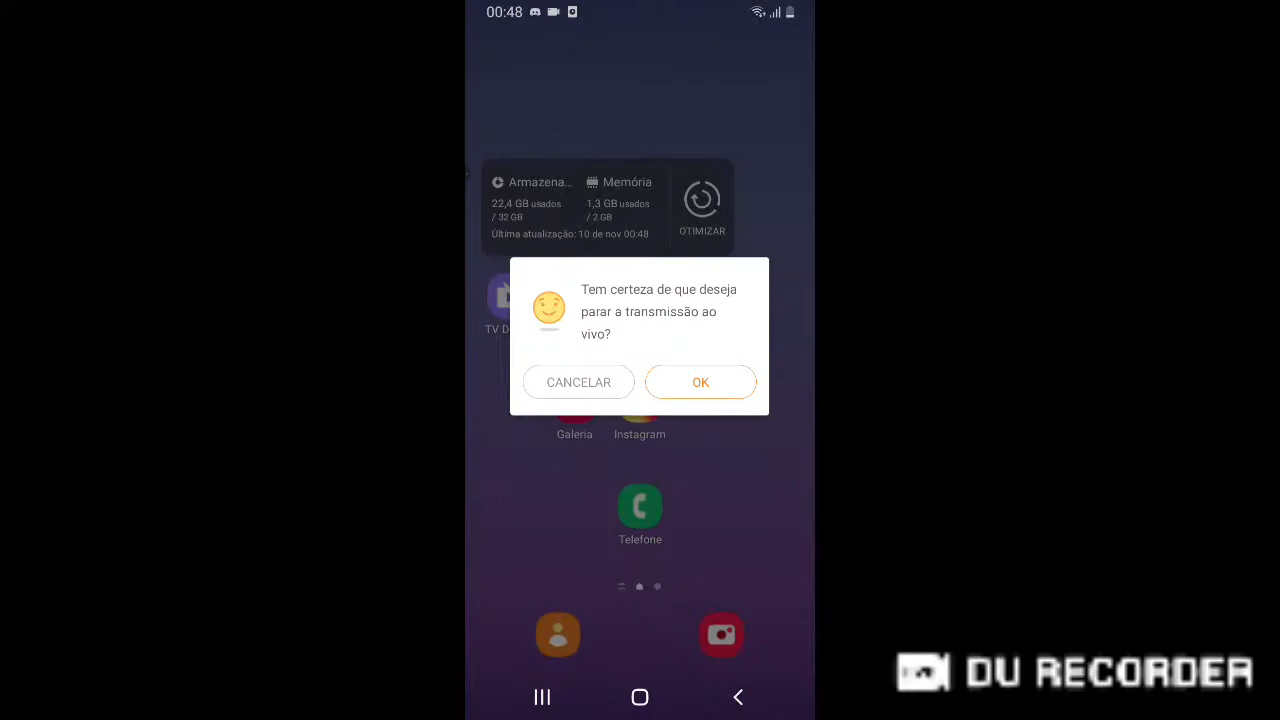 00:48
Armazena... Memória
22,4 GB usados 1,3 GB usados
/ 32 GB / 2 GB
OTIMIZAR
Última atualização: 10 de nov 00:48
Tem certeza de que deseja
parar a transmissão ao
vivo?
TV D
CANCELAR OK
Galeria Instagram
Telefone
DU RECORDER